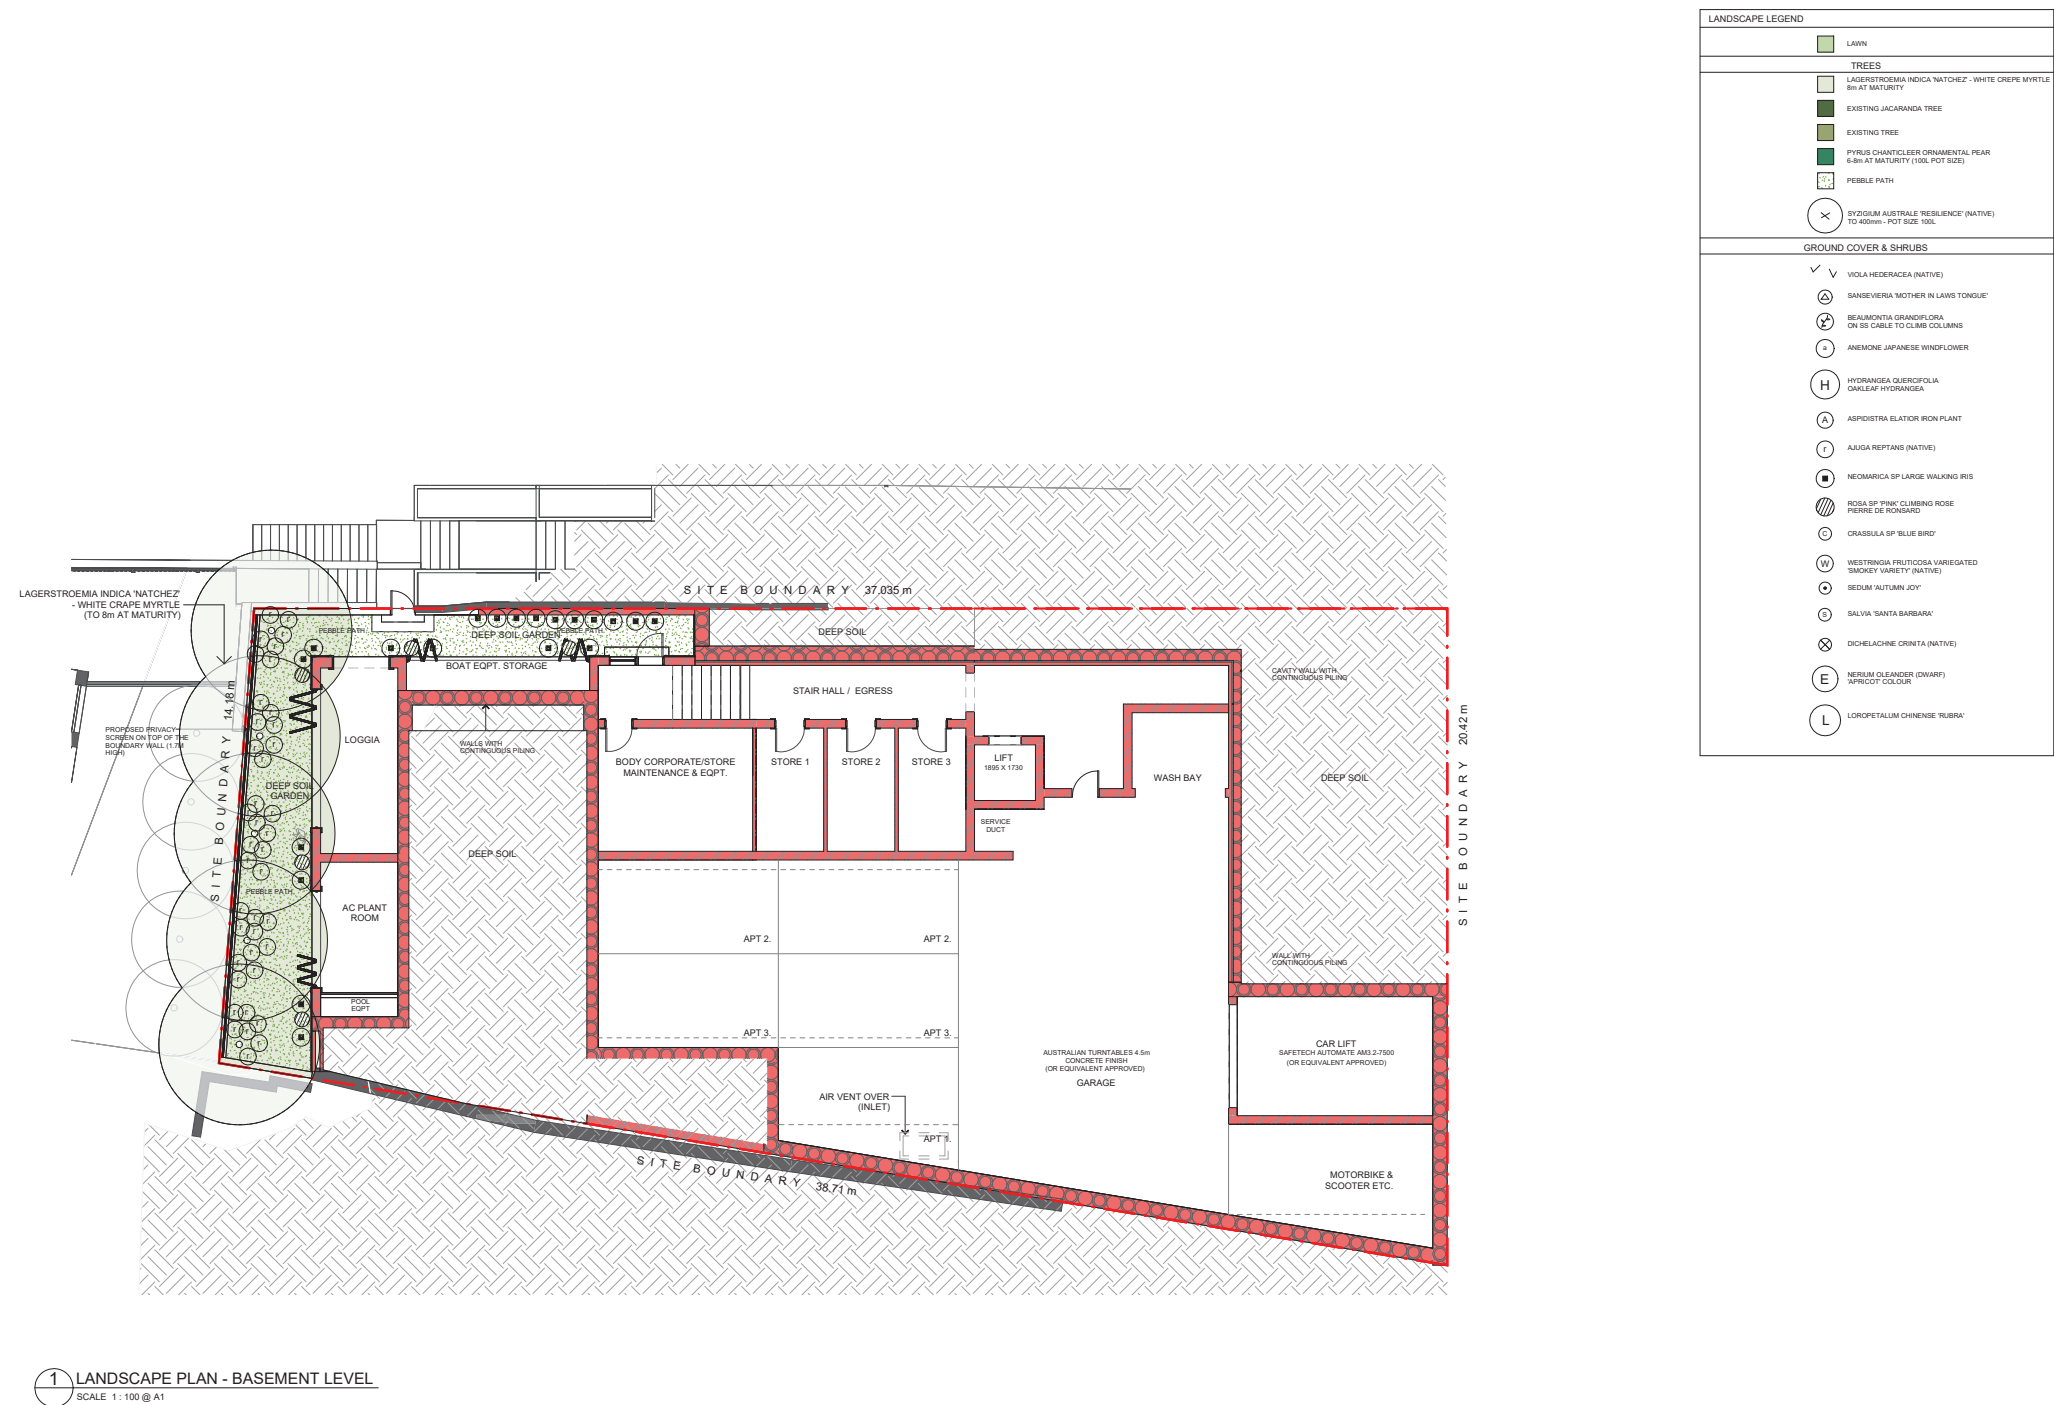 LANDSCAPE LEGEND
LAWN
TREES
LAGERSTROEMIA INDICA 'NATCHEZ' - WHITE CREPE MYRTLE
8m AT MATURITY
EXISTING JACARANDA TREE
EXISTING TREE
PYRUS CHANTICLEER ORNAMENTAL PEAR
6-8m AT MATURITY (100L POT SIZE)
PEBBLE PATH
SYZIGIUM AUSTRALE 'RESILIENCE' (NATIVE)
TO 400mm - POT SIZE 100L
GROUND COVER & SHRUBS
VIOLA HEDERACEA (NATIVE)
SANSEVIERIA 'MOTHER IN LAWS TONGUE'
BEAUMONTIA GRANDIFLORA
ON SS CABLE TO CLIMB COLUMNS
a ANEMONE JAPANESE WINDFLOWER
H HYDRANGEA QUERCIFOLIA
OAKLEAF HYDRANGEA
A ASPIDISTRA ELATIOR IRON PLANT
r AJUGA REPTANS (NATIVE)
NEOMARICA SP LARGE WALKING IRIS
ROSA SP 'PINK' CLIMBING ROSE
PIERRE DE RONSARD
C CRASSULA SP 'BLUE BIRD'
W WESTRINGIA FRUTICOSA VARIEGATED
'SMOKEY VARIETY' (NATIVE)
SEDUM 'AUTUMN JOY'
S SALVIA 'SANTA BARBARA'
DICHELACHNE CRINITA (NATIVE)
E NERIUM OLEANDER (DWARF)
'APRICOT' COLOUR
L LOROPETALUM CHINENSE 'RUBRA'
SITE BOUNDARY 37.035 m
LAGERSTROEMIA INDICA 'NATCHEZ'
- WHITE CRAPE MYRTLE
(TO 8m AT MATURITY)
PEBBLE PATH
DEEP SOIL GARDEN
PEBBLE PATH
DEEP SOIL
BOAT EQPT. STORAGE
STAIR HALL / EGRESS
CAVITY WALL WITH
CONTINGUOUS PILING
SITE BOUNDARY 14.18 m
SITE BOUNDARY 20.42 m
PROPOSED PRIVACY
SCREEN ON TOP OF THE
BOUNDARY WALL (1.7M
HIGH)
LOGGIA
WALLS WITH
CONTINGUOUS PILING
BODY CORPORATE/STORE
MAINTENANCE & EQPT.
STORE 1
STORE 2
STORE 3
LIFT
1895 X 1730
WASH BAY
DEEP SOIL
DEEP SOIL
GARDEN
SERVICE
DUCT
DEEP SOIL
PEBBLE PATH
AC PLANT
ROOM
APT 2.
APT 2.
WALL WITH
CONTINGUOUS PILING
POOL
EQPT
APT 3.
APT 3.
AUSTRALIAN TURNTABLES 4.5m
CONCRETE FINISH
(OR EQUIVALENT APPROVED)
GARAGE
CAR LIFT
SAFETECH AUTOMATE AM3.2-7500
(OR EQUIVALENT APPROVED)
AIR VENT OVER
(INLET)
APT 1.
SITE BOUNDARY 38.71 m
MOTORBIKE &
SCOOTER ETC.
1 LANDSCAPE PLAN - BASEMENT LEVEL
SCALE 1 : 100 @ A1